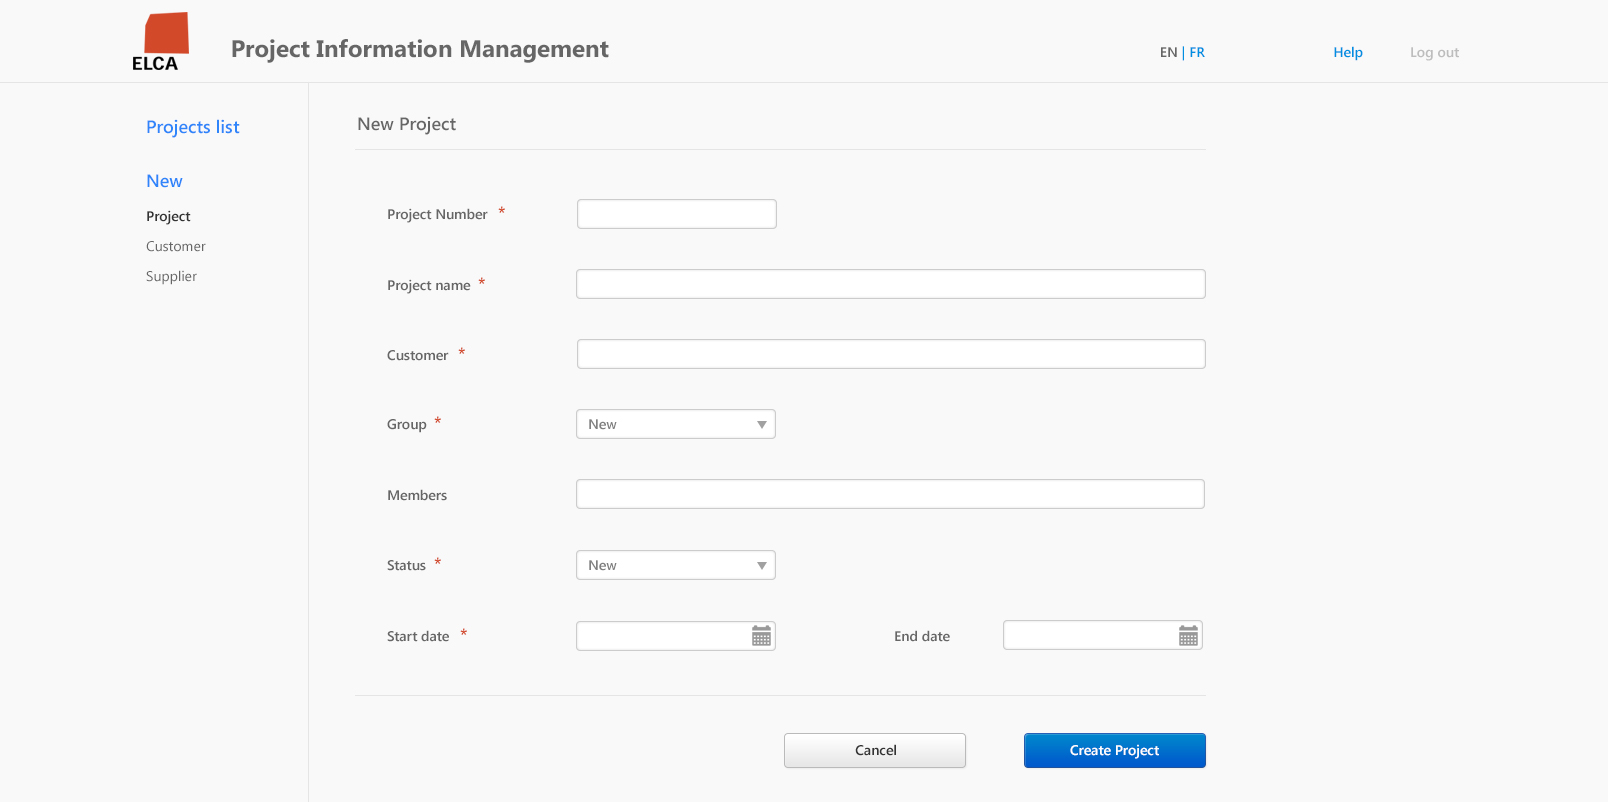 ELCA
Project Information Management
EN | FR
Help
Log out
Projects list
New
Project
Customer
Supplier
New Project
Project Number *
Project name *
Customer *
Group *
New
Members
Status *
New
Start date *
End date
Cancel
Create Project